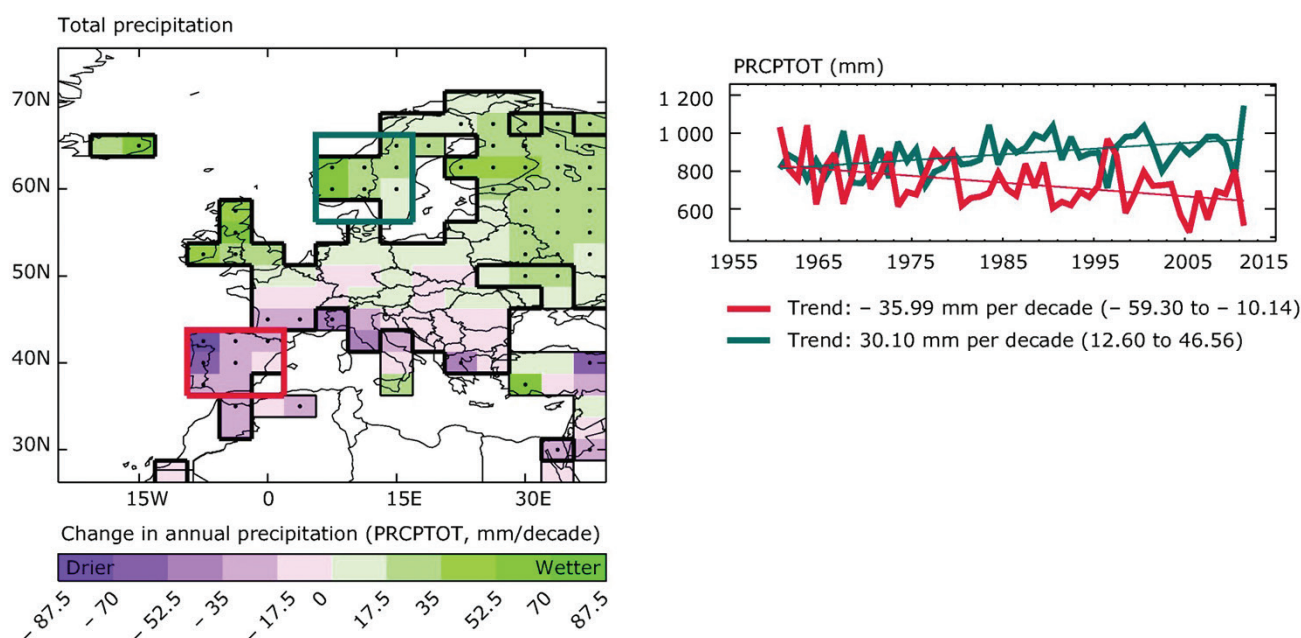 Total precipitation
70N
60N
50N
40N
30N
15W 0 15E 30E
Change in annual precipitation (PRCPTOT, mm/decade)
Drier Wetter
– 87.5 – 70 – 52.5 – 35 – 17.5 0 17.5 35 52.5 70 87.5
PRCPTOT (mm)
1 200
1 000
800
600
1955 1965 1975 1985 1995 2005 2015
Trend: – 35.99 mm per decade (– 59.30 to – 10.14)
Trend: 30.10 mm per decade (12.60 to 46.56)